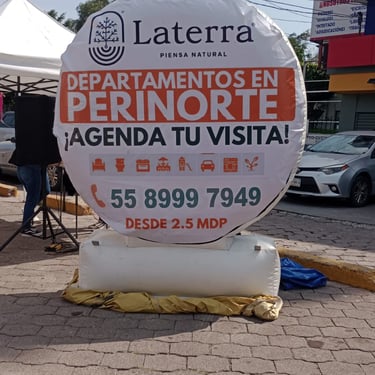 Laterra
PIENSA NATURAL
DEPARTAMENTOS EN
PERINORTE
¡AGENDA TU VISITA!
55 8999 7949
DESDE 2.5 MDP